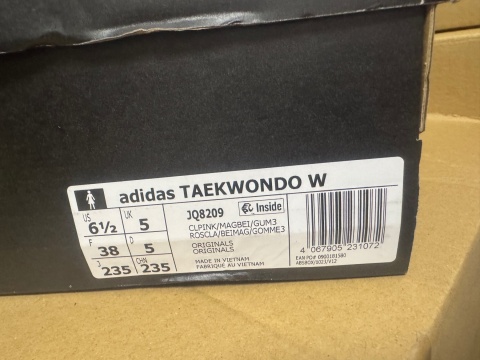 adidas TAEKWONDO W
US 6½ UK 5
F 38 D 5
J 235 CHN 235
JQ8209 Inside
CLPINK/MAGBEI/GUM3
ROSCLA/BEIMAG/GOMME3
ORIGINALS
ORIGINALS
MADE IN VIETNAM
FABRIQUÉ AU VIETNAM
4 067905 231072